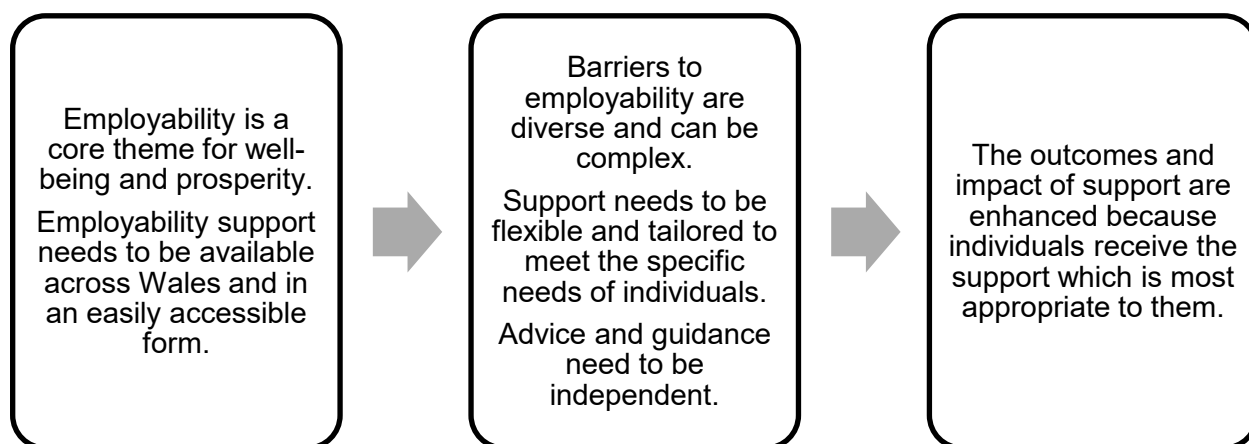 Employability is a
core theme for well-
being and prosperity.
Employability support
needs to be available
across Wales and in
an easily accessible
form.
Barriers to
employability are
diverse and can be
complex.
Support needs to be
flexible and tailored to
meet the specific
needs of individuals.
Advice and guidance
need to be
independent.
The outcomes and
impact of support are
enhanced because
individuals receive the
support which is most
appropriate to them.